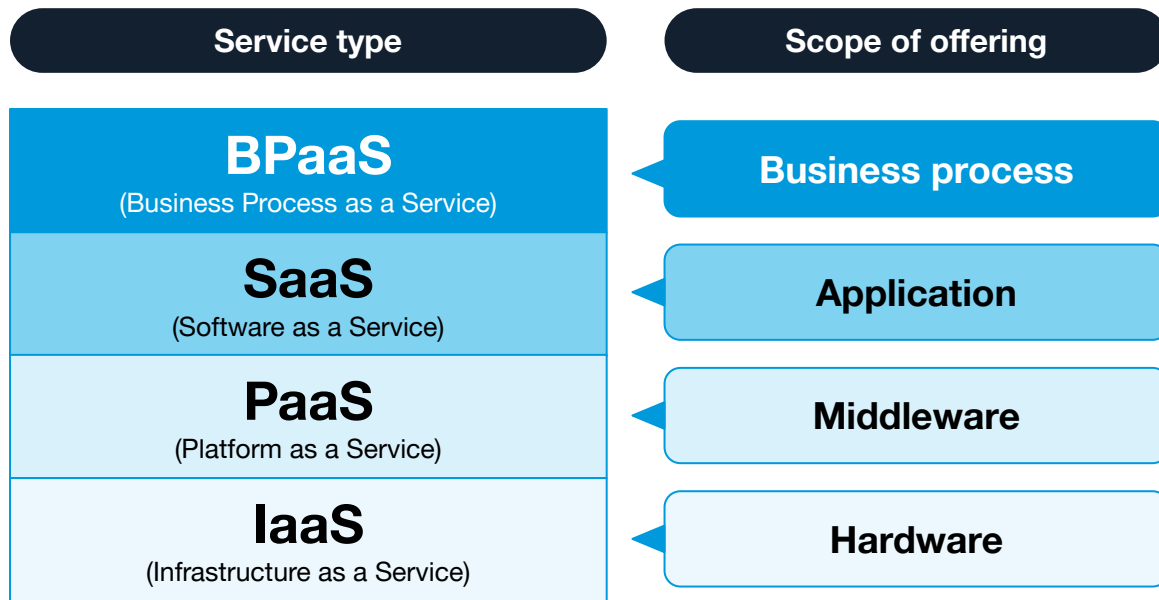 Service type
Scope of offering
BPaaS
(Business Process as a Service)
Business process
SaaS
(Software as a Service)
Application
PaaS
(Platform as a Service)
Middleware
IaaS
(Infrastructure as a Service)
Hardware